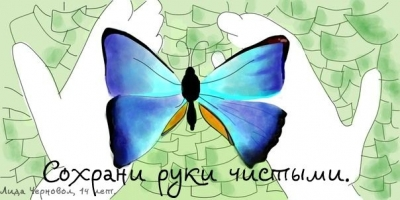 Сохрани руки чистыми.
Лида Черновол, 14 лет.